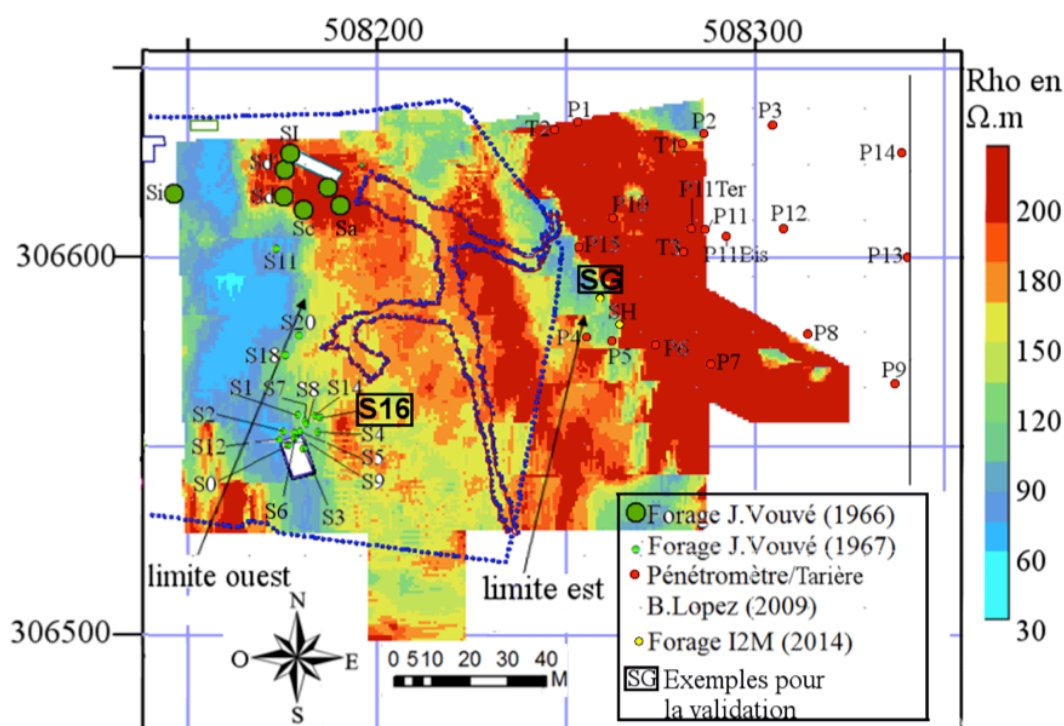 508200
508300
Rho en
Ω.m
P1
P2
P3
T2
T1
P14
SI
Sd'
Si
Sd
Sc
Sa
P11Ter
P10
P11
P12
306600
S11
P15
T3
P11Bis
P13
SG
SH
S20
P4
P5
P6
P8
S18
P7
P9
S1
S7
S8
S14
S16
S2
S4
S12
S5
S0
S9
S6
S3
200
180
150
130
90
60
30
limite ouest
limite est
306500
N
O
E
S
0
5
10
20
30
40
M
Forage J.Vouvé (1966)
Forage J.Vouvé (1967)
Pénétromètre/Tarière
B.Lopez (2009)
Forage I2M (2014)
SG Exemples pour
la validation